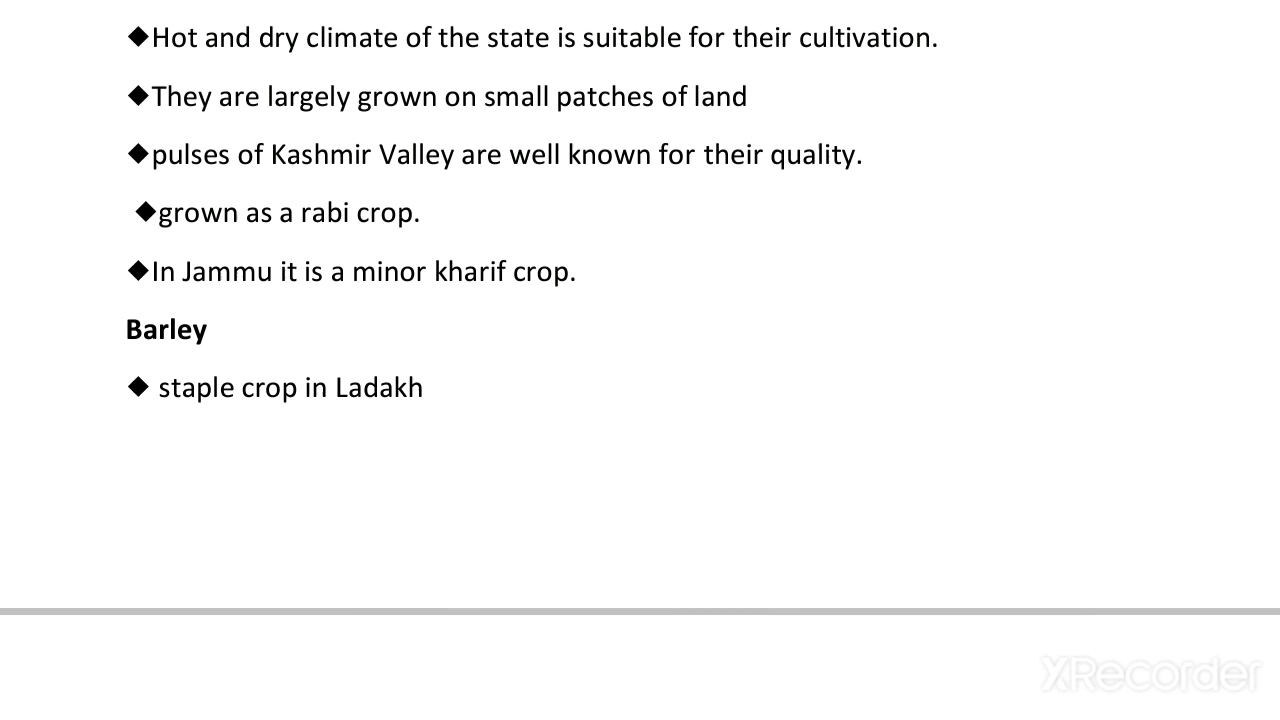 ◆Hot and dry climate of the state is suitable for their cultivation.
◆They are largely grown on small patches of land
◆pulses of Kashmir Valley are well known for their quality.
◆grown as a rabi crop.
◆In Jammu it is a minor kharif crop.
Barley
◆ staple crop in Ladakh
XRecorder